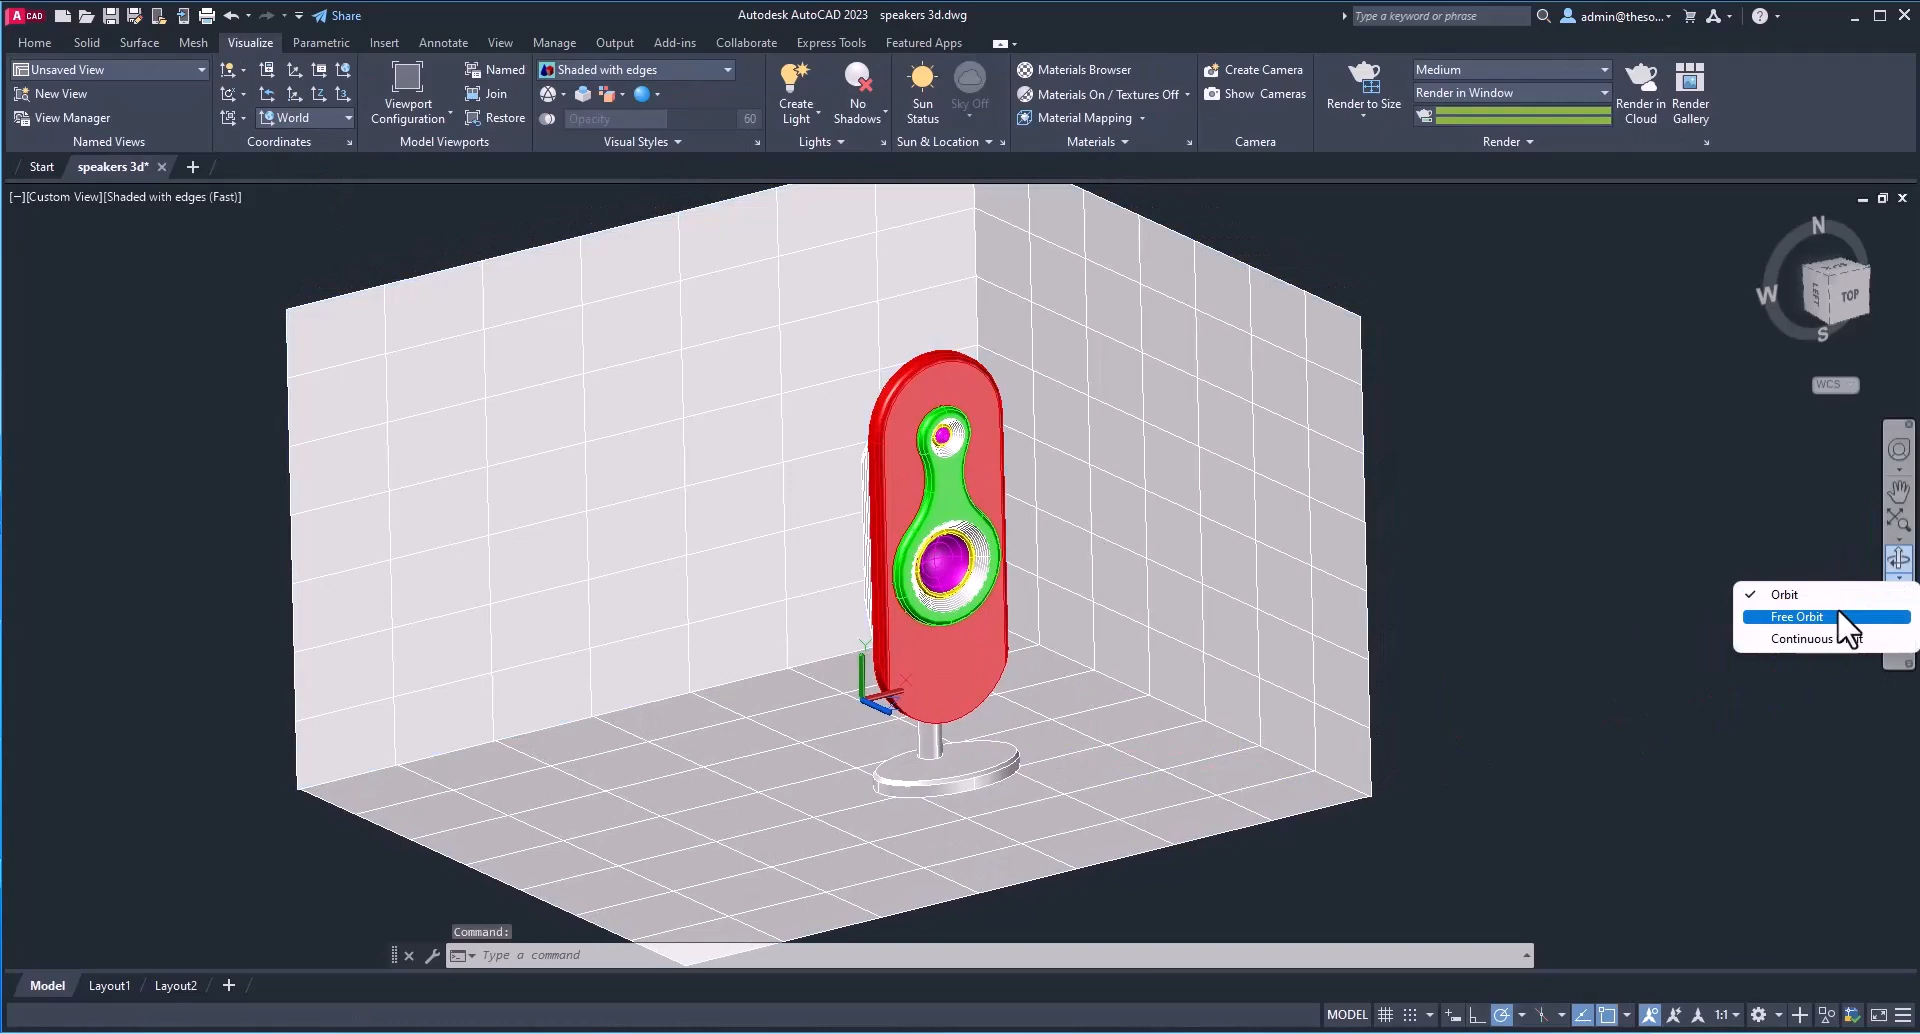 A CAD Share Autodesk AutoCAD 2023 speakers 3d.dwg Type a keyword or phrase admin@theso...
Home Solid Surface Mesh Visualize Parametric Insert Annotate View Manage Output Add-ins Collaborate Express Tools Featured Apps
Unsaved View
New View
View Manager
Named Views
World
Coordinates
Viewport
Configuration
Named
Join
Restore
Model Viewports
Shaded with edges
Opacity 60
Visual Styles
Create
Light
No
Shadows
Lights
Sun
Status
Sky Off
Sun & Location
Materials Browser
Materials On / Textures Off
Material Mapping
Materials
Create Camera
Show Cameras
Camera
Render to Size
Medium
Render in Window
Render in
Cloud
Render
Gallery
Render
Start speakers 3d*
[−][Custom View][Shaded with edges (Fast)]
N
W
S
LEFT
TOP
WCS
Orbit
Free Orbit
Continuous
Y
X
Command:
Type a command
Model Layout1 Layout2
MODEL 1:1